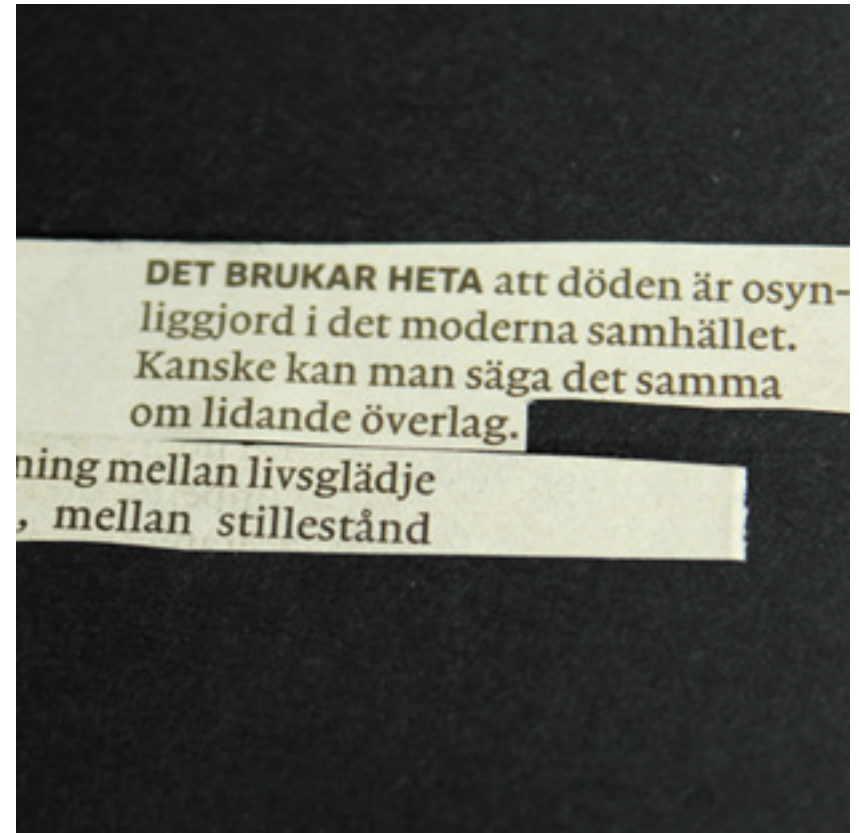 DET BRUKAR HETA att döden är osyn-
liggjord i det moderna samhället.
Kanske kan man säga det samma
om lidande överlag.
ning mellan livsglädje
, mellan stillestånd